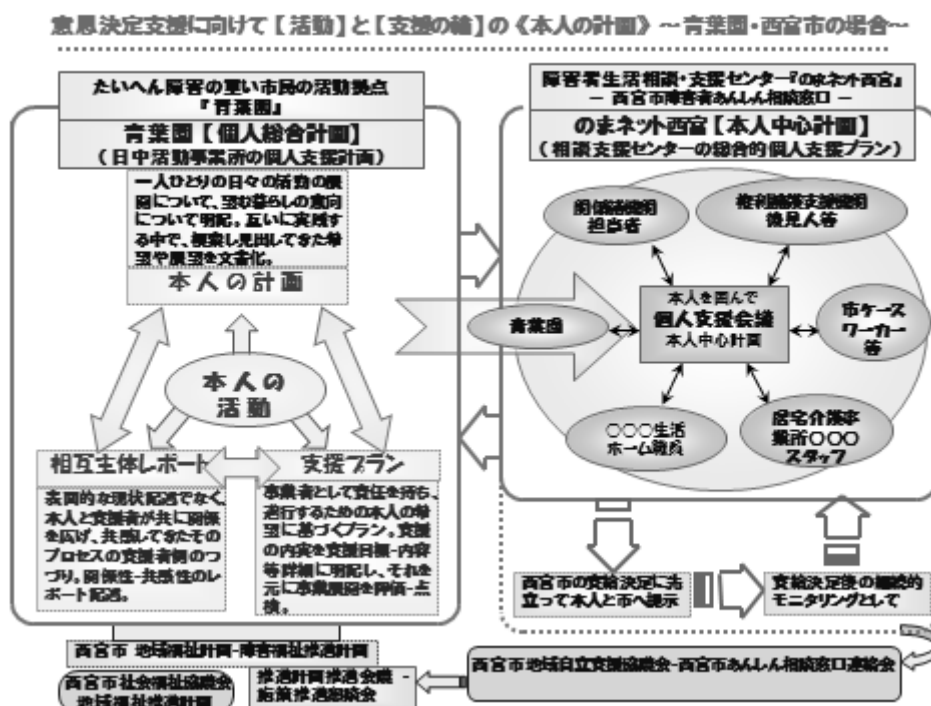 意思決定支援に向けて【活動】と【支援の輪】の《本人の計画》～青葉園・西宮市の場合～
たいへん障害の重い市民の活動拠点
『青葉園』
青葉園【個人総合計画】
（日中活動事業所の個人支援計画）
一人ひとりの日々の活動の展
開について、望む暮らしの意向
について明記。互いに実践す
る中で、模索し見出してきた希
望や展望を文書化。
本人の計画
本人の
活動
相互主体レポート
表面的な現状記述でなく、
本人と支援者が共に関係
を広げ、共感してきたその
プロセスの支援者側のつ
づり。関係性-共感性のレ
ポート記述。
支援プラン
事業者として責任を持ち、
遂行するための本人の希
望に基づくプラン。支援
の内実を支援目標-内容
等詳細に明記し、それを
元に事業展開を評価-点
検。
障害者生活相談・支援センター『のまネット西宮』
－ 西宮市障害者あんしん相談窓口 －
のまネット西宮【本人中心計画】
（相談支援センターの総合的個人支援プラン）
関係諸機関
担当者
権利擁護支援機関
後見人等
青葉園
本人を囲んで
個人支援会議
本人中心計画
市ケース
ワーカー
等
〇〇〇生活
ホーム職員
居宅介護事
業所〇〇〇
スタッフ
西宮市の支給決定に先
立って本人と市へ提示
支給決定後の継続的
モニタリングとして
西宮市 地域福祉計画-障害福祉推進計画
西宮市社会福祉協議会
地域福祉推進計画
推進計画推進会議 -
施策推進懇談会
西宮市地域自立支援協議会-西宮市あんしん相談窓口連絡会